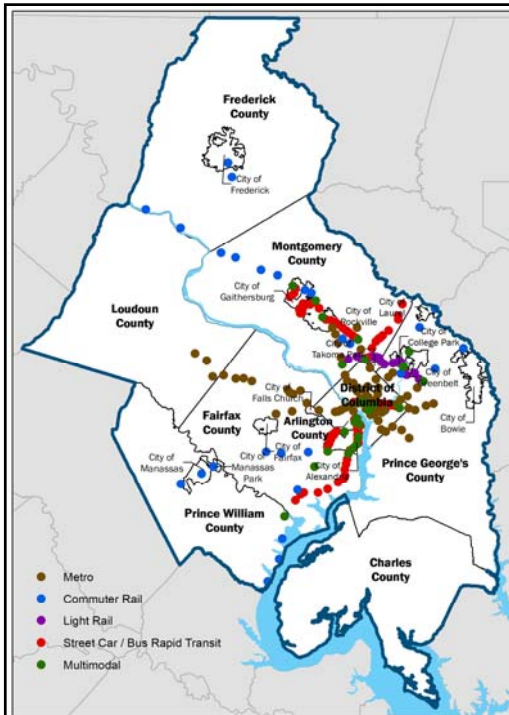 Frederick
County
City of
Frederick
Montgomery
County
City of
Gaithersburg
City of
Rockville
City of
Laurel
Loudoun
County
City of
College Park
City of
Takoma Park
City of
Greenbelt
City of
Falls Church
District of
Columbia
City of
Bowie
Fairfax
County
Arlington
County
City of
Fairfax
City of
Manassas
City of
Manassas
Park
City of
Alexandria
Prince George's
County
Prince William
County
Charles
County
Metro
Commuter Rail
Light Rail
Street Car / Bus Rapid Transit
Multimodal